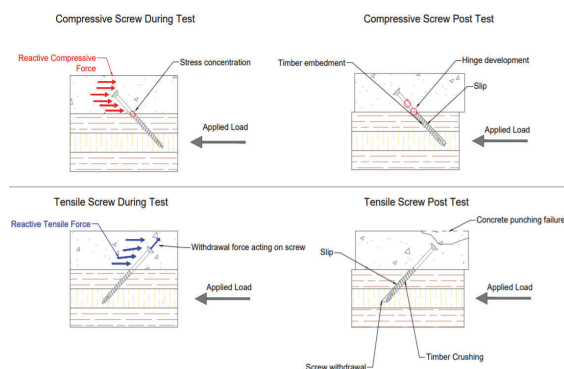 Compressive Screw During Test
Compressive Screw Post Test
Reactive Compressive
Force
Stress concentration
Timber embedment
Hinge development
Slip
Applied Load
Applied Load
Tensile Screw During Test
Tensile Screw Post Test
Reactive Tensile Force
Withdrawal force acting on screw
Concrete punching failure
Slip
Applied Load
Applied Load
Timber Crushing
Screw withdrawal